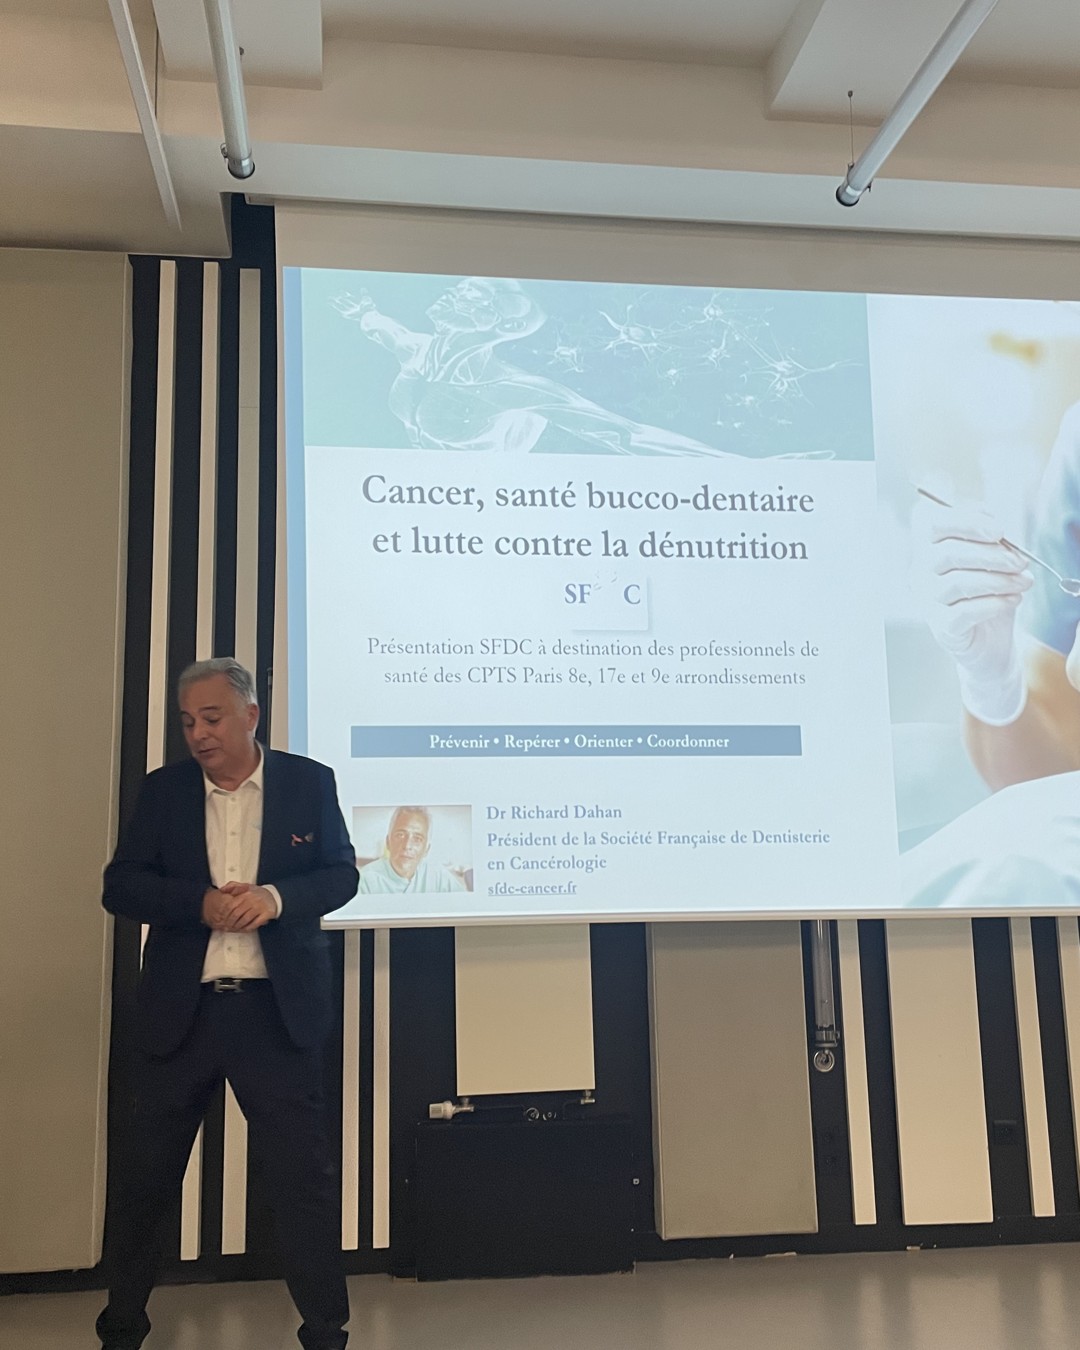 Cancer, santé bucco-dentaire
et lutte contre la dénutrition
SF C
Présentation SFDC à destination des professionnels de
santé des CPTS Paris 8e, 17e et 9e arrondissements
Prévenir • Repérer • Orienter • Coordonner
Dr Richard Dahan
Président de la Société Française de Dentisterie
en Cancérologie
sfdc-cancer.fr